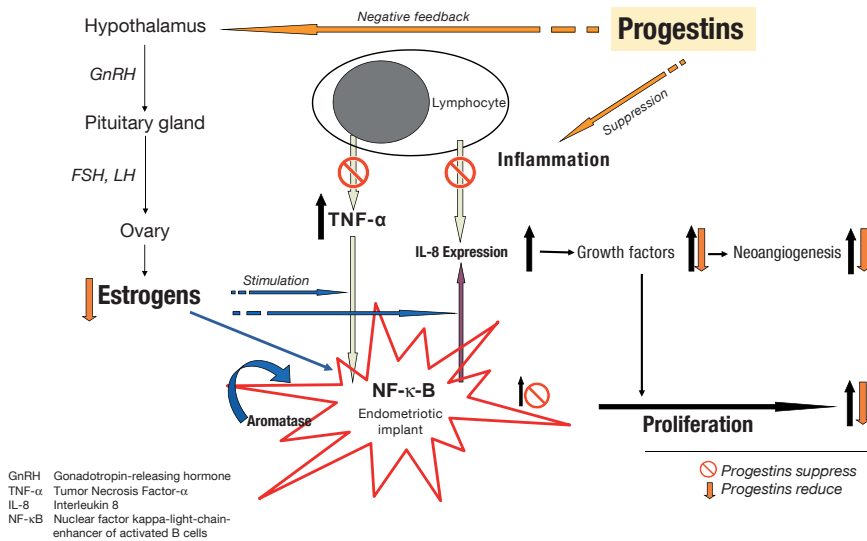 Hypothalamus
Negative feedback
Progestins
GnRH
Lymphocyte
Suppression
Pituitary gland
Inflammation
FSH, LH
TNF-α
Ovary
IL-8 Expression
Growth factors
Neoangiogenesis
Stimulation
Estrogens
NF-κ-B
Endometriotic
implant
Aromatase
Proliferation
Progestins suppress
Progestins reduce
GnRH Gonadotropin-releasing hormone
TNF-α Tumor Necrosis Factor-α
IL-8 Interleukin 8
NF-κB Nuclear factor kappa-light-chain-
enhancer of activated B cells